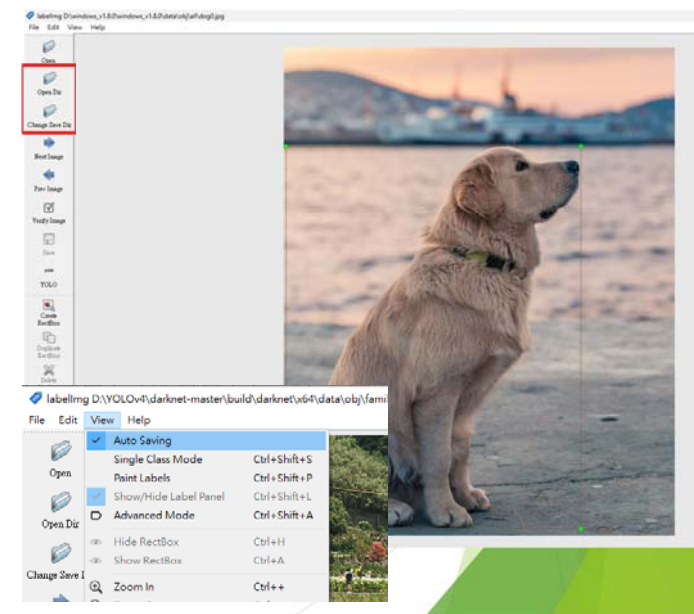 labelImg D:\windows_v1.8.0\windows_v1.8.0\data\obj\all\dog0.jpg
File Edit View Help
Open
Open Dir
Change Save Dir
Next Image
Prev Image
Verify Image
Save
YOLO
Create
RectBox
Duplicate
RectBox
Delete
labelImg D:\YOLOv4\darknet-master\build\darknet\x64\data\obj\famil
File Edit View Help
Open
Open Dir
Change Save D
Auto Saving
Single Class Mode Ctrl+Shift+S
Paint Labels Ctrl+Shift+P
Show/Hide Label Panel Ctrl+Shift+L
Advanced Mode Ctrl+Shift+A
Hide RectBox Ctrl+H
Show RectBox Ctrl+A
Zoom In Ctrl++